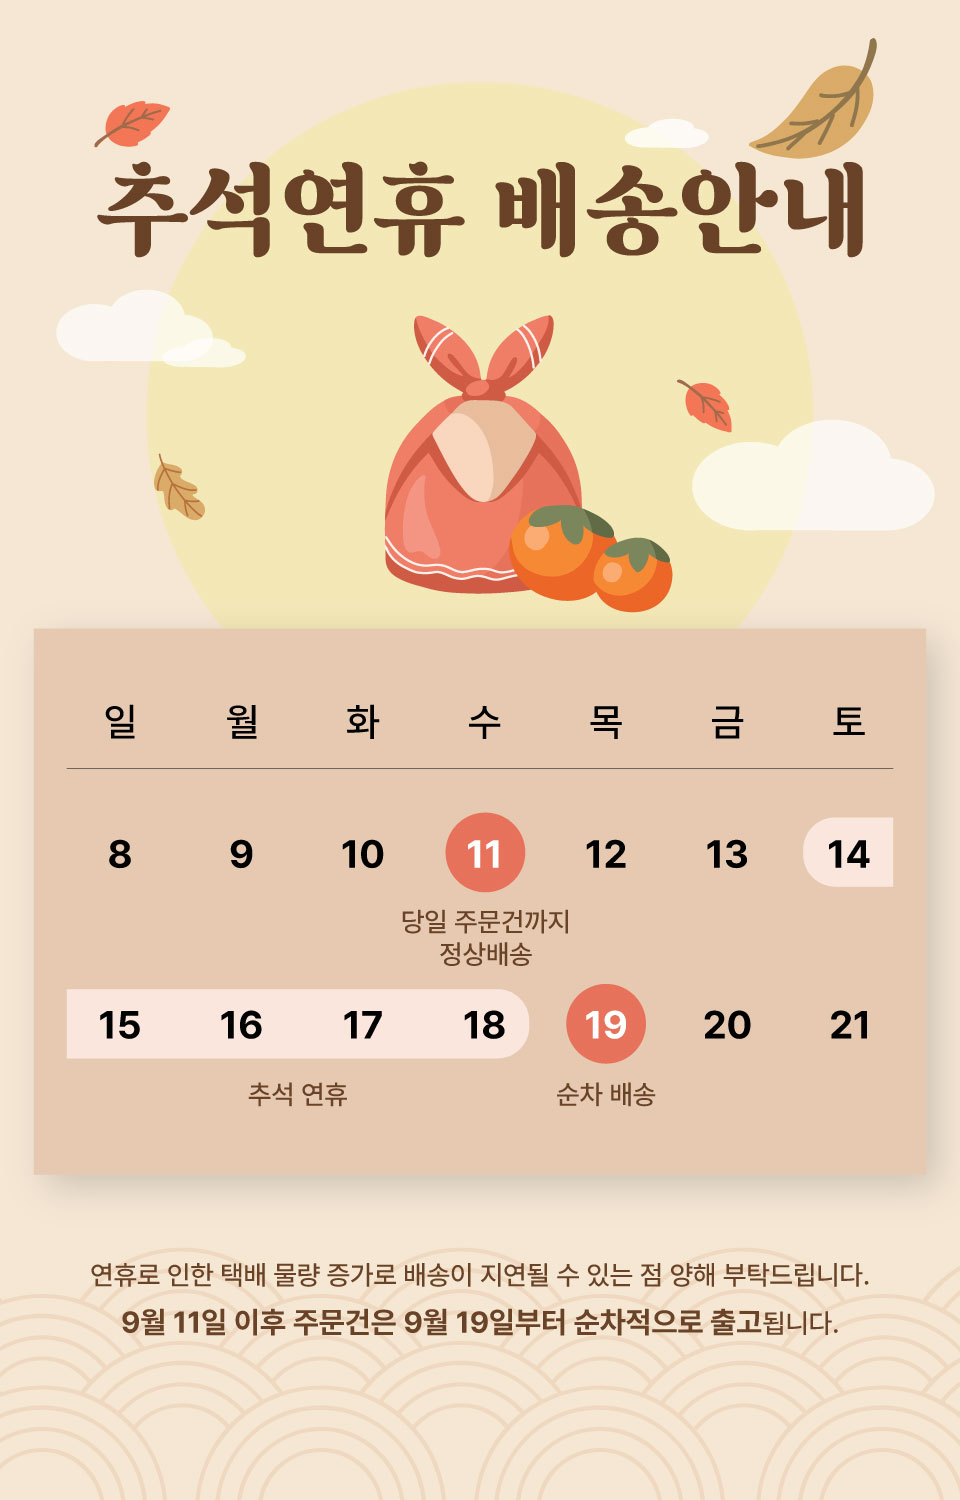 추석연휴 배송안내
일 월 화 수 목 금 토
8 9 10 11 12 13 14
당일 주문건까지
정상배송
15 16 17 18 19 20 21
추석 연휴 순차 배송
연휴로 인한 택배 물량 증가로 배송이 지연될 수 있는 점 양해 부탁드립니다.
9월 11일 이후 주문건은 9월 19일부터 순차적으로 출고됩니다.